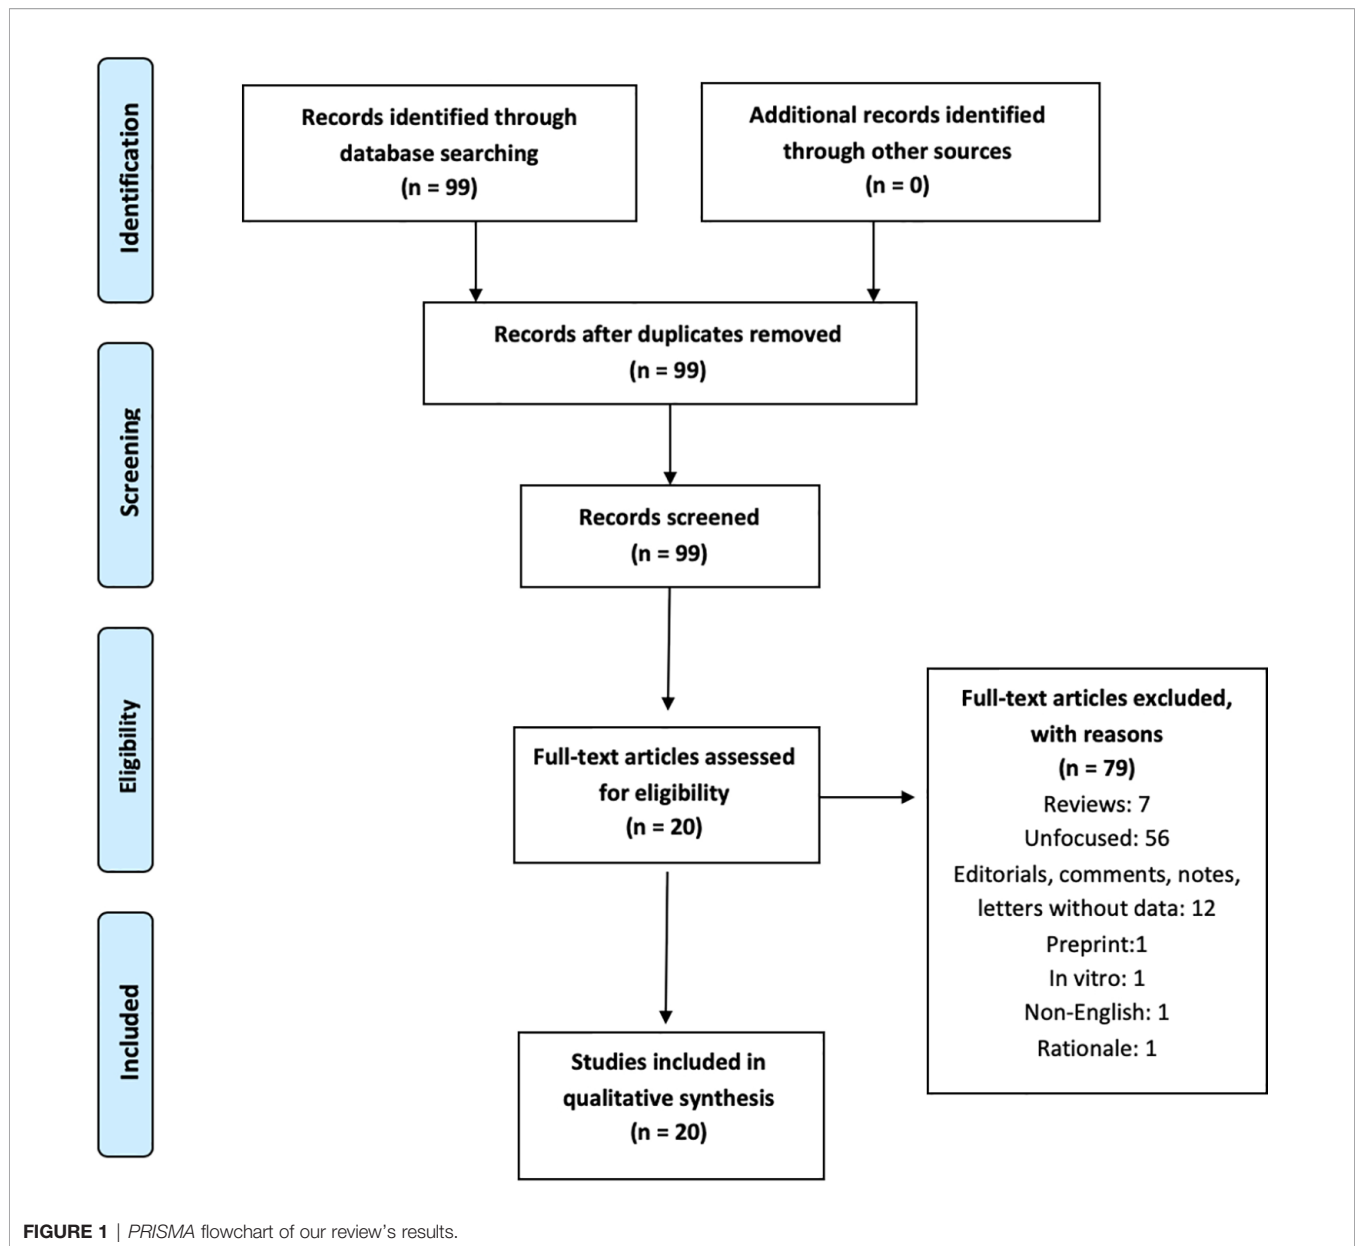 Identification
Records identified through
database searching
(n = 99)
Additional records identified
through other sources
(n = 0)
Records after duplicates removed
(n = 99)
Screening
Records screened
(n = 99)
Eligibility
Full-text articles assessed
for eligibility
(n = 20)
Full-text articles excluded,
with reasons
(n = 79)
Reviews: 7
Unfocused: 56
Editorials, comments, notes,
letters without data: 12
Preprint:1
In vitro: 1
Non-English: 1
Rationale: 1
Included
Studies included in
qualitative synthesis
(n = 20)
FIGURE 1 | PRISMA flowchart of our review’s results.